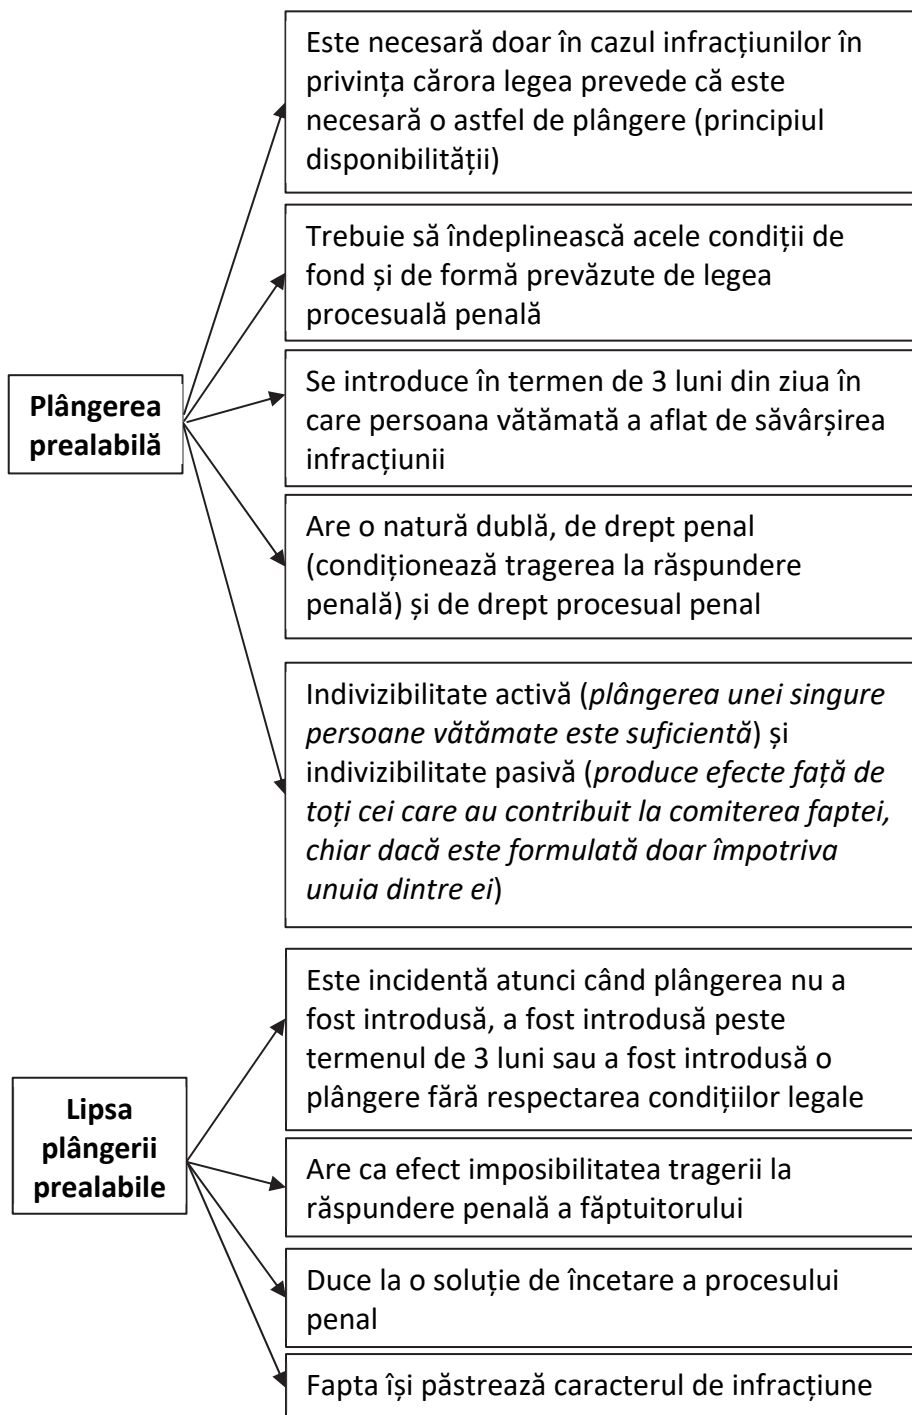 Este necesară doar în cazul infracțiunilor în
privința cărora legea prevede că este
necesară o astfel de plângere (principiul
disponibilității)
Trebuie să îndeplinească acele condiții de
fond și de formă prevăzute de legea
procesuală penală
Plângerea
prealabilă
Se introduce în termen de 3 luni din ziua în
care persoana vătămată a aflat de săvârșirea
infracțiunii
Are o natură dublă, de drept penal
(condiționează tragerea la răspundere
penală) și de drept procesual penal
Indivizibilitate activă (plângerea unei singure
persoane vătămate este suficientă) și
indivizibilitate pasivă (produce efecte față de
toți cei care au contribuit la comiterea faptei,
chiar dacă este formulată doar împotriva
unuia dintre ei)
Este incidentă atunci când plângerea nu a
fost introdusă, a fost introdusă peste
termenul de 3 luni sau a fost introdusă o
plângere fără respectarea condițiilor legale
Lipsa
plângerii
prealabile
Are ca efect imposibilitatea tragerii la
răspundere penală a făptuitorului
Duce la o soluție de încetare a procesului
penal
Fapta își păstrează caracterul de infracțiune